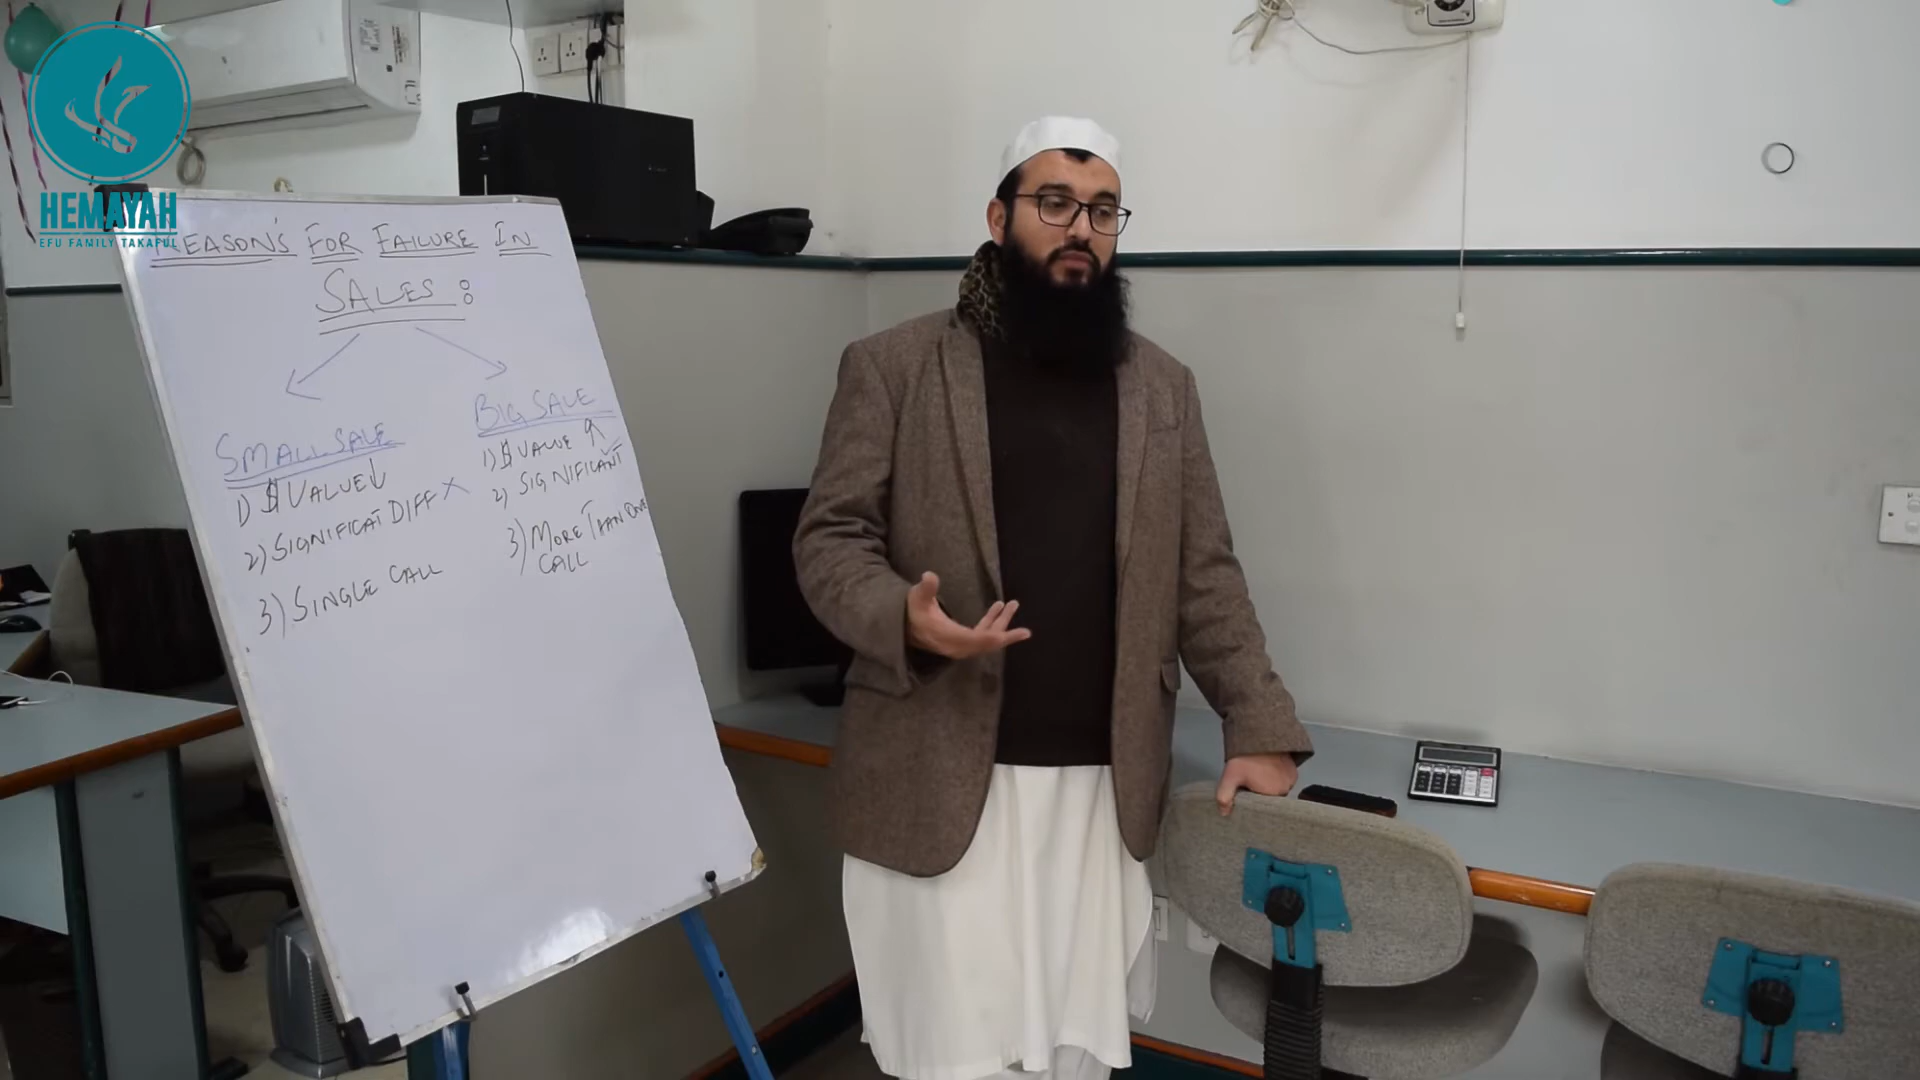 HEMAYAH
EFU FAMILY TAKAFUL
REASON'S FOR FAILURE IN
SALES :
SMALL SALE
1) $ VALUE ↓
2) SIGNIFICAT DIFF X
3) SINGLE CALL
BIG SALE
1) $ VALUE ↑
2) SIGNIFICANT ✓
3) MORE THAN ONE
CALL